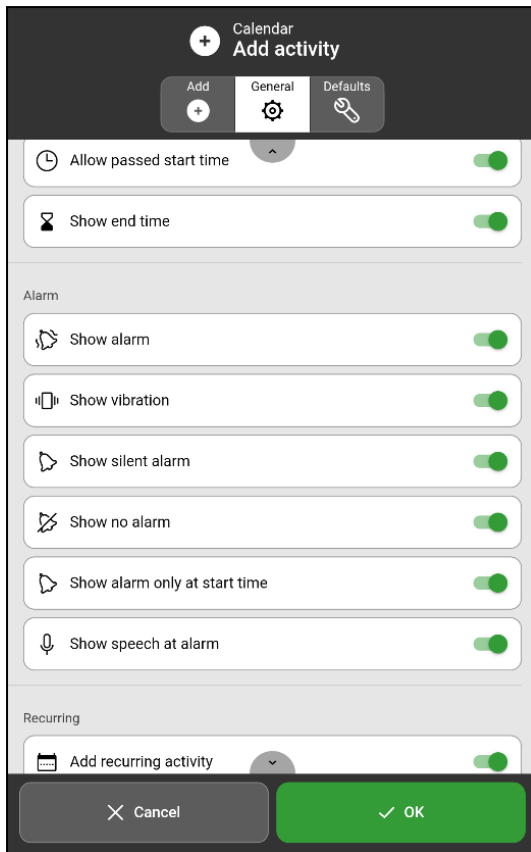 Calendar
Add activity
Add
General
Defaults
Allow passed start time
Show end time
Alarm
Show alarm
Show vibration
Show silent alarm
Show no alarm
Show alarm only at start time
Show speech at alarm
Recurring
Add recurring activity
Cancel
OK